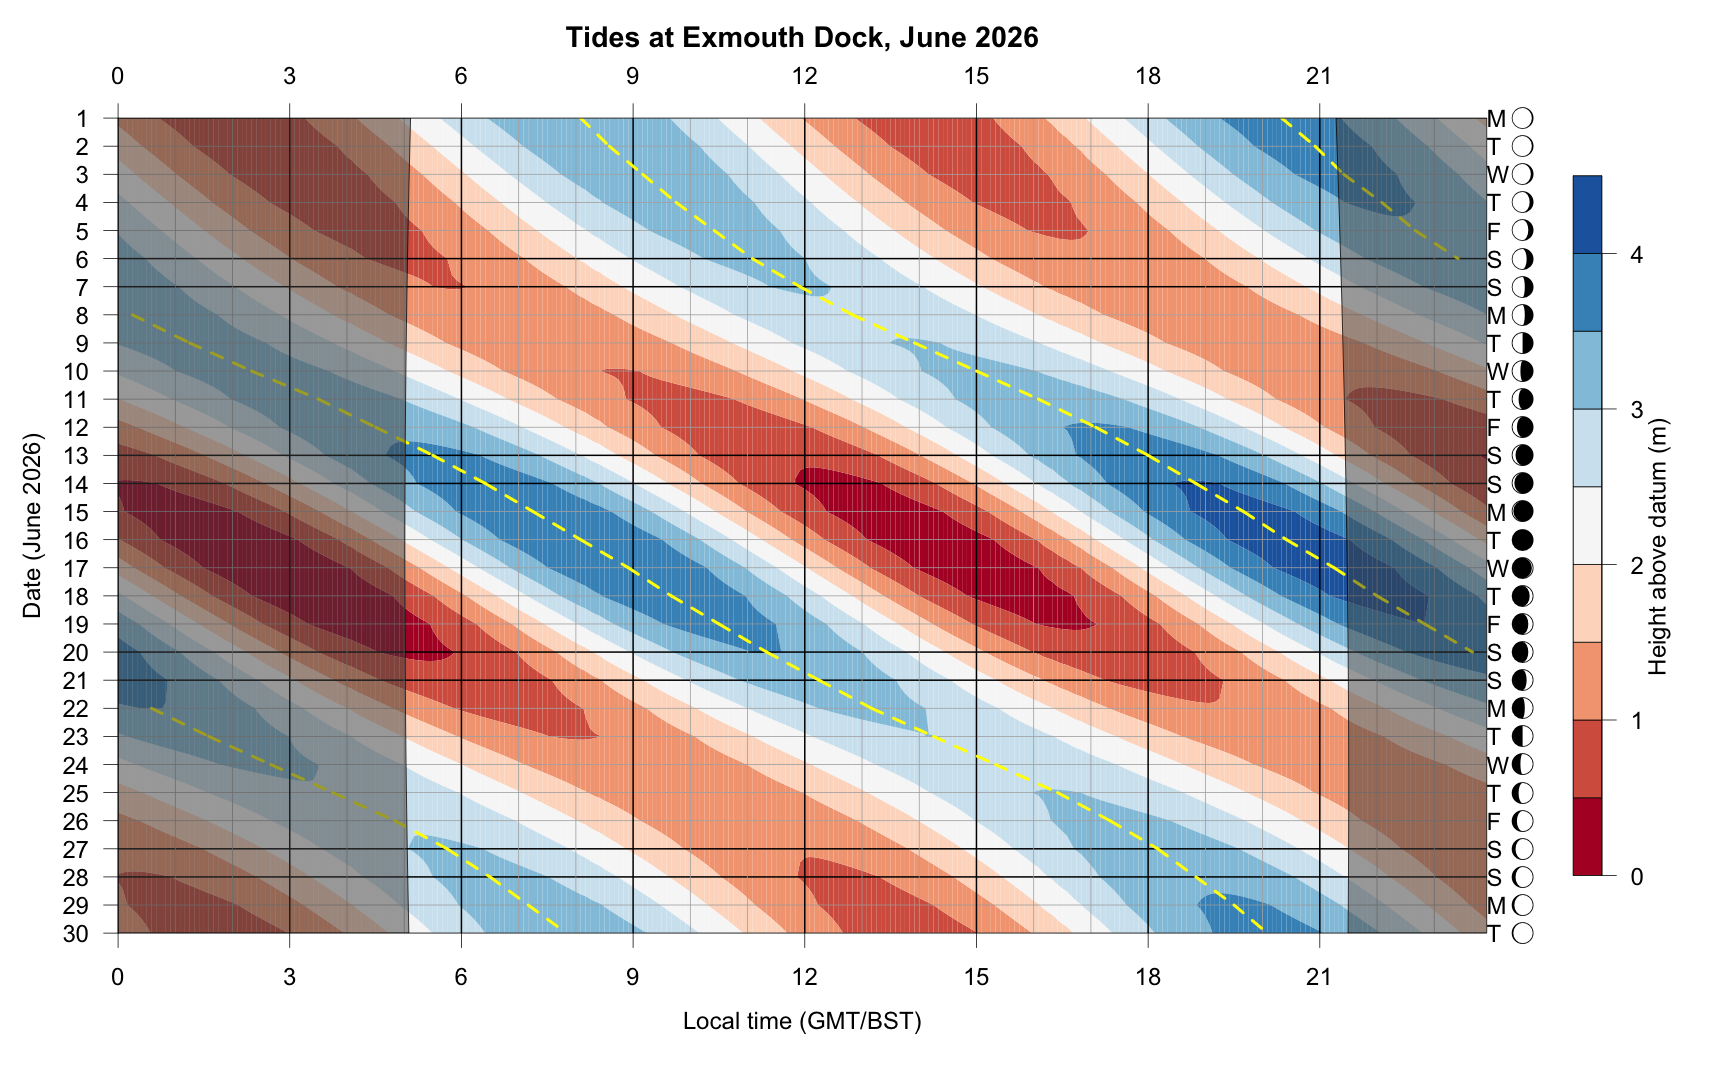 Tides at Exmouth Dock, June 2026
0 3 6 9 12 15 18 21
1 M
2 T
3 W
4 T
5 F
6 S
7 S
8 M
9 T
10 W
11 T
12 F
13 S
14 S
15 M
16 T
17 W
18 T
19 F
20 S
21 S
22 M
23 T
24 W
25 T
26 F
27 S
28 S
29 M
30 T
0 3 6 9 12 15 18 21
Local time (GMT/BST)
Date (June 2026)
4
3
2
1
0
Height above datum (m)